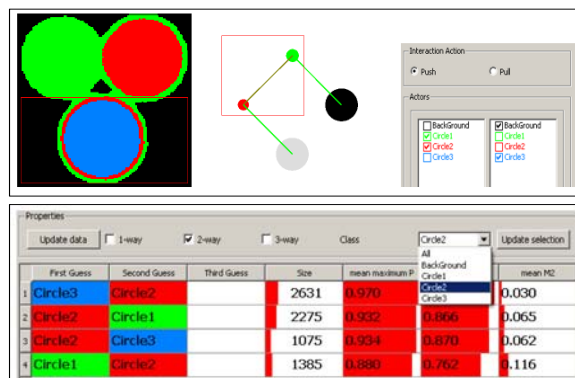 Interaction Action
Push Pull
Actors
BackGround BackGround
Circle1 Circle1
Circle2 Circle2
Circle3 Circle3
Properties
Update data 1-way 2-way 3-way Class Circle2 Update selection
All
BackGround
Circle1
Circle2
Circle3
First Guess Second Guess Third Guess Size mean maximum P mean M2
1 Circle3 Circle2 2631 0.970 0.030
2 Circle2 Circle1 2275 0.932 0.866 0.065
3 Circle2 Circle3 1075 0.934 0.870 0.062
4 Circle1 Circle2 1385 0.880 0.762 0.116